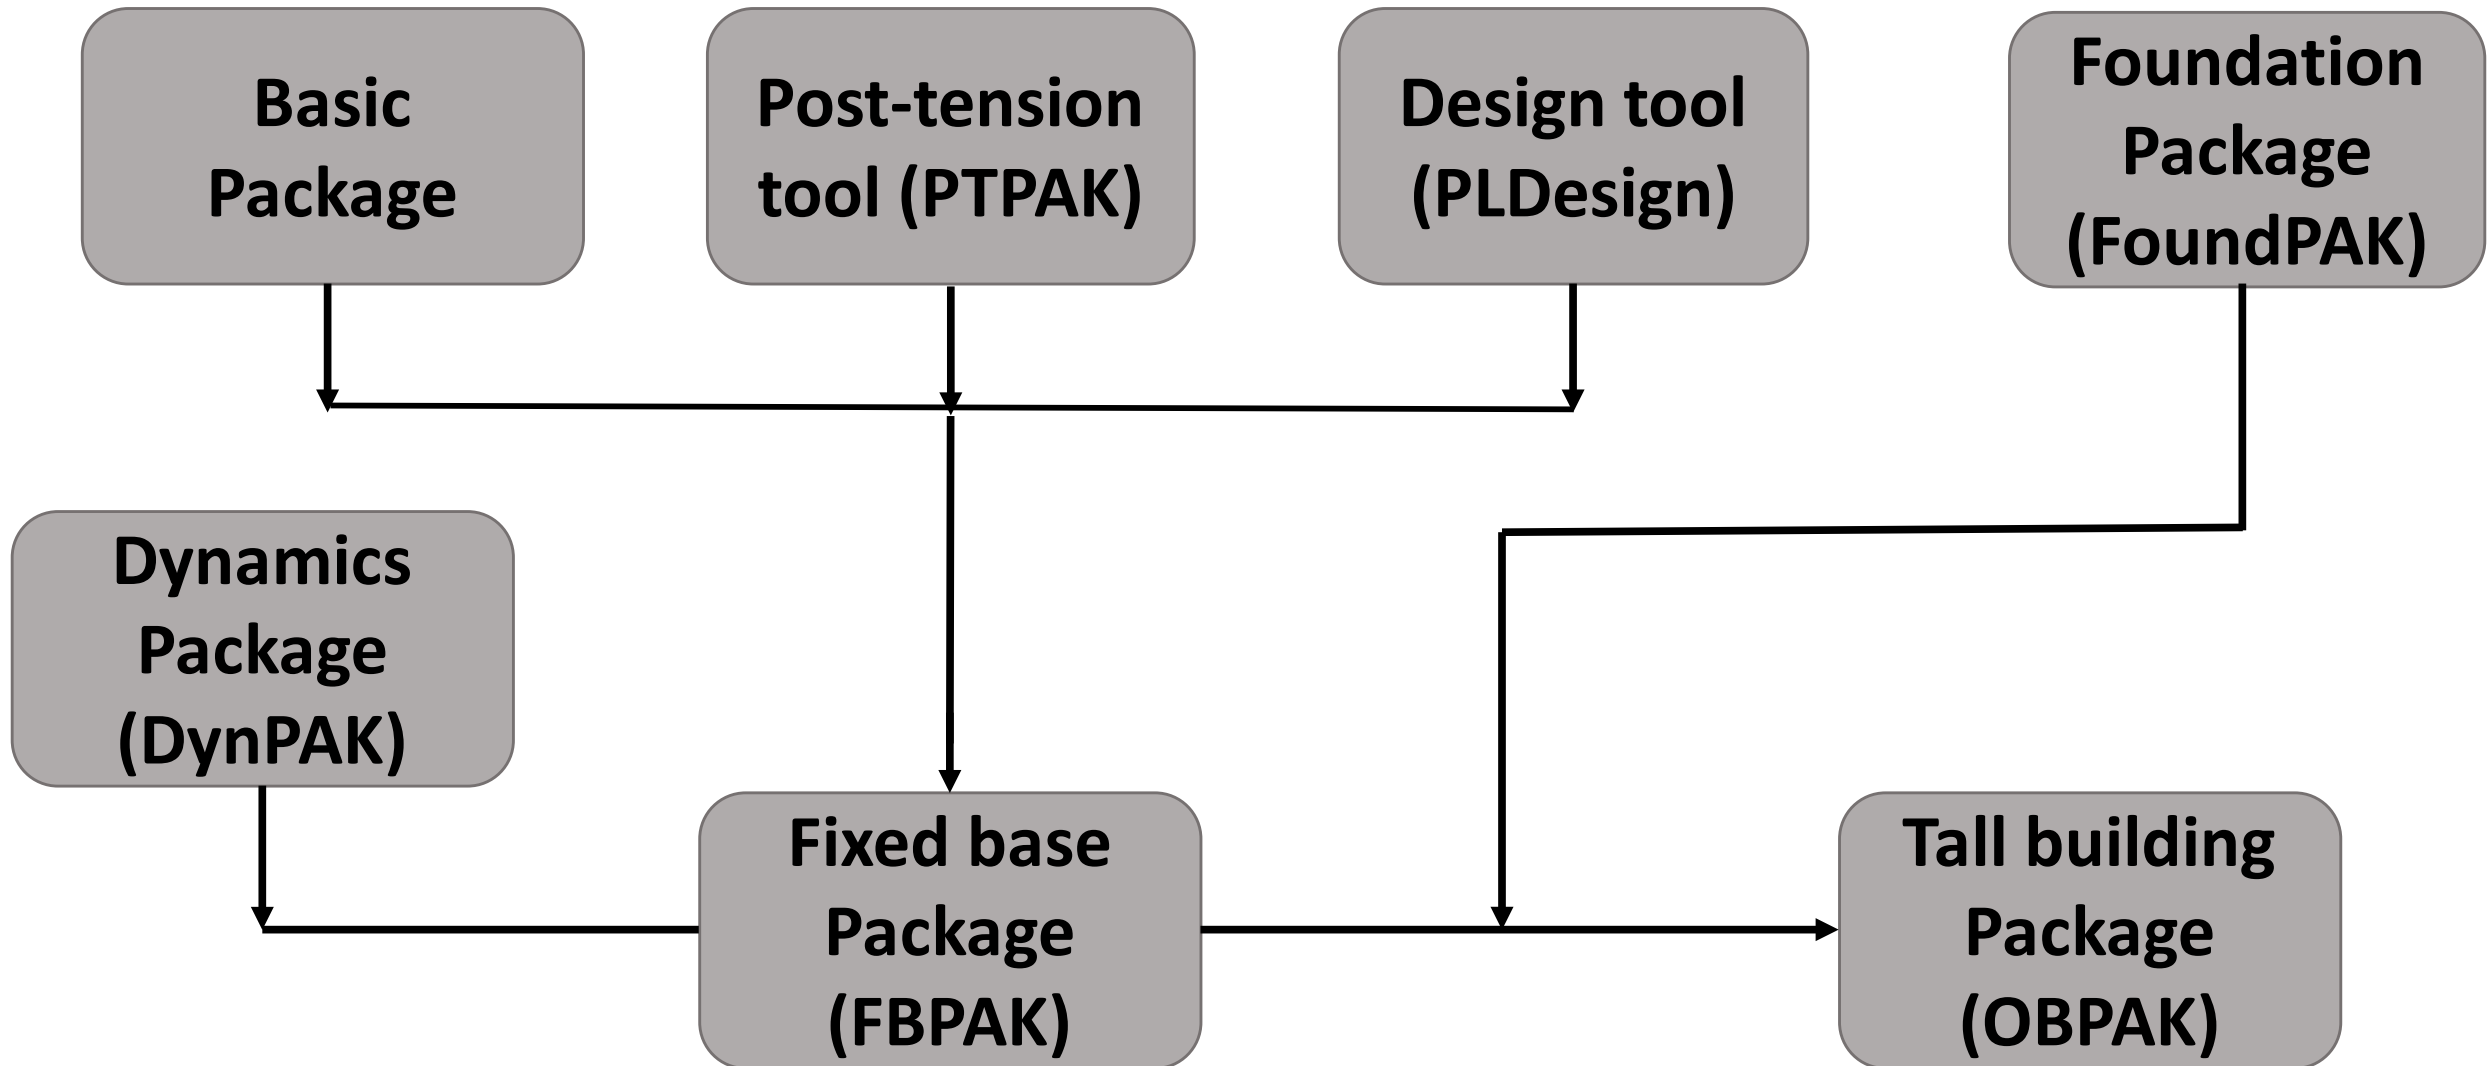 Basic
Package
Post-tension
tool (PTPAK)
Design tool
(PLDesign)
Foundation
Package
(FoundPAK)
Dynamics
Package
(DynPAK)
Fixed base
Package
(FBPAK)
Tall building
Package
(OBPAK)